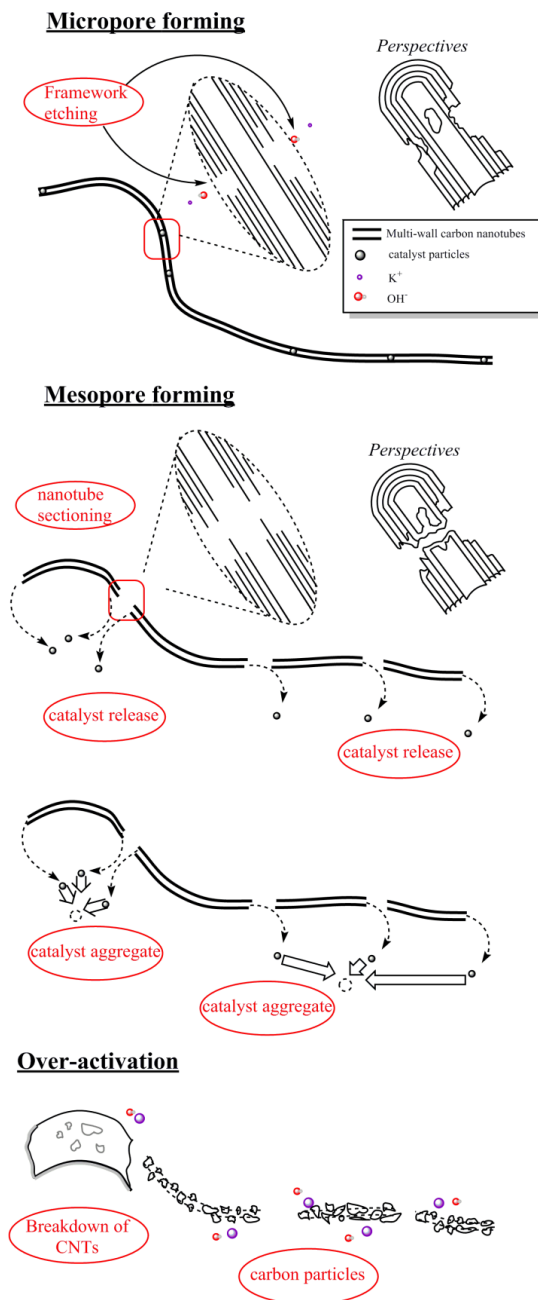 Micropore forming
Perspectives
Framework
etching
Multi-wall carbon nanotubes
catalyst particles
K+
OH-
Mesopore forming
Perspectives
nanotube
sectioning
catalyst release
catalyst release
catalyst aggregate
catalyst aggregate
Over-activation
Breakdown of
CNTs
carbon particles